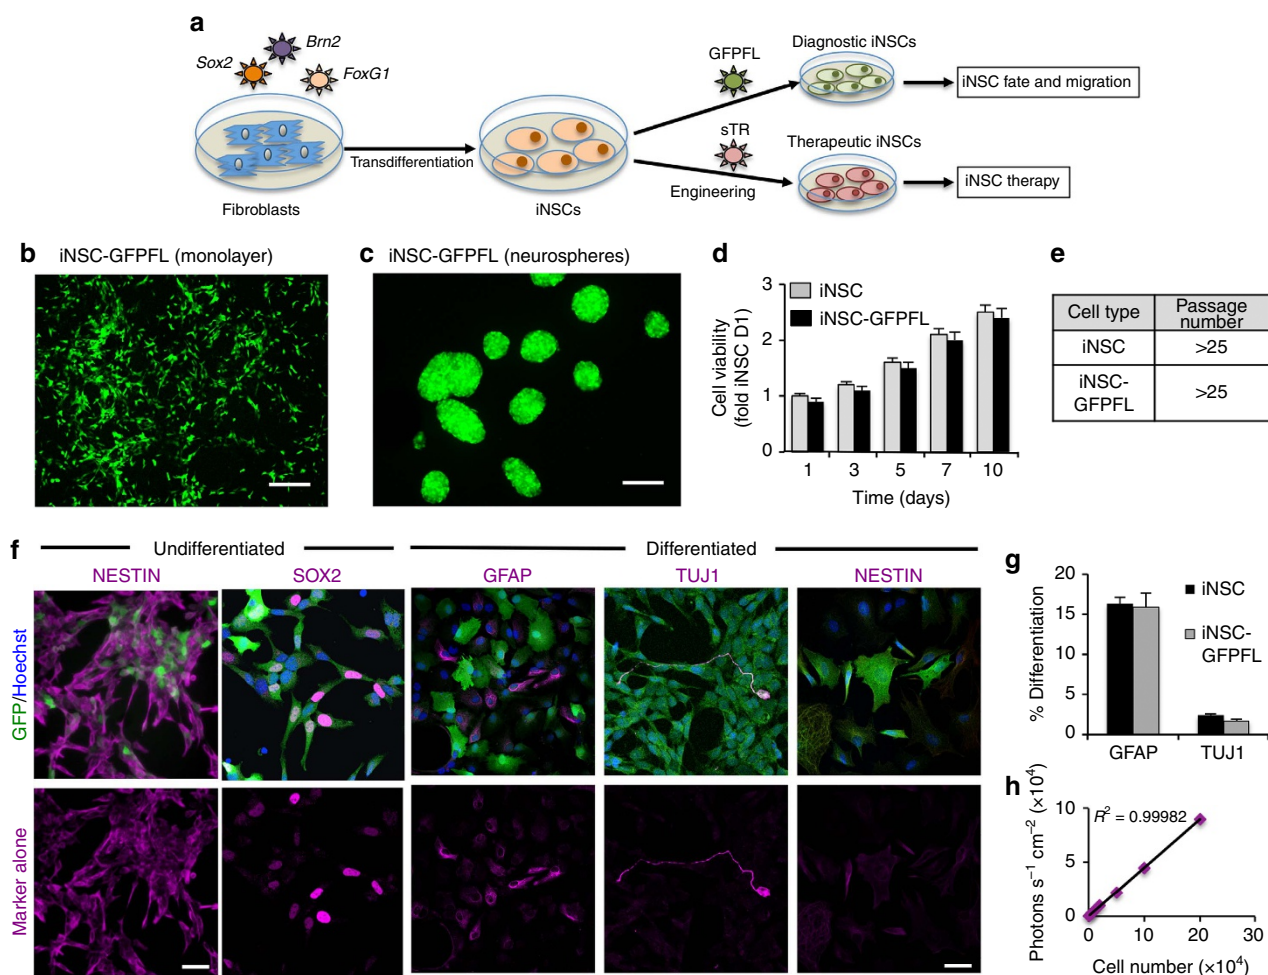 a
Brn2
Sox2
FoxG1
Fibroblasts
Transdifferentiation
iNSCs
GFPFL
sTR
Engineering
Diagnostic iNSCs
Therapeutic iNSCs
iNSC fate and migration
iNSC therapy
b
iNSC-GFPFL (monolayer)
c
iNSC-GFPFL (neurospheres)
d
Cell viability
(fold iNSC D1)
3
2
1
0
iNSC
iNSC-GFPFL
1 3 5 7 10
Time (days)
e
Cell type Passage
number
iNSC >25
iNSC-
GFPFL >25
f
Undifferentiated Differentiated
NESTIN SOX2 GFAP TUJ1 NESTIN
GFP/Hoechst
Marker alone
g
% Differentiation
20
15
10
5
0
iNSC
iNSC-
GFPFL
GFAP TUJ1
h
Photons s⁻¹ cm⁻² (×10⁴)
10
5
0
R² = 0.99982
0 10 20 30
Cell number (×10⁴)